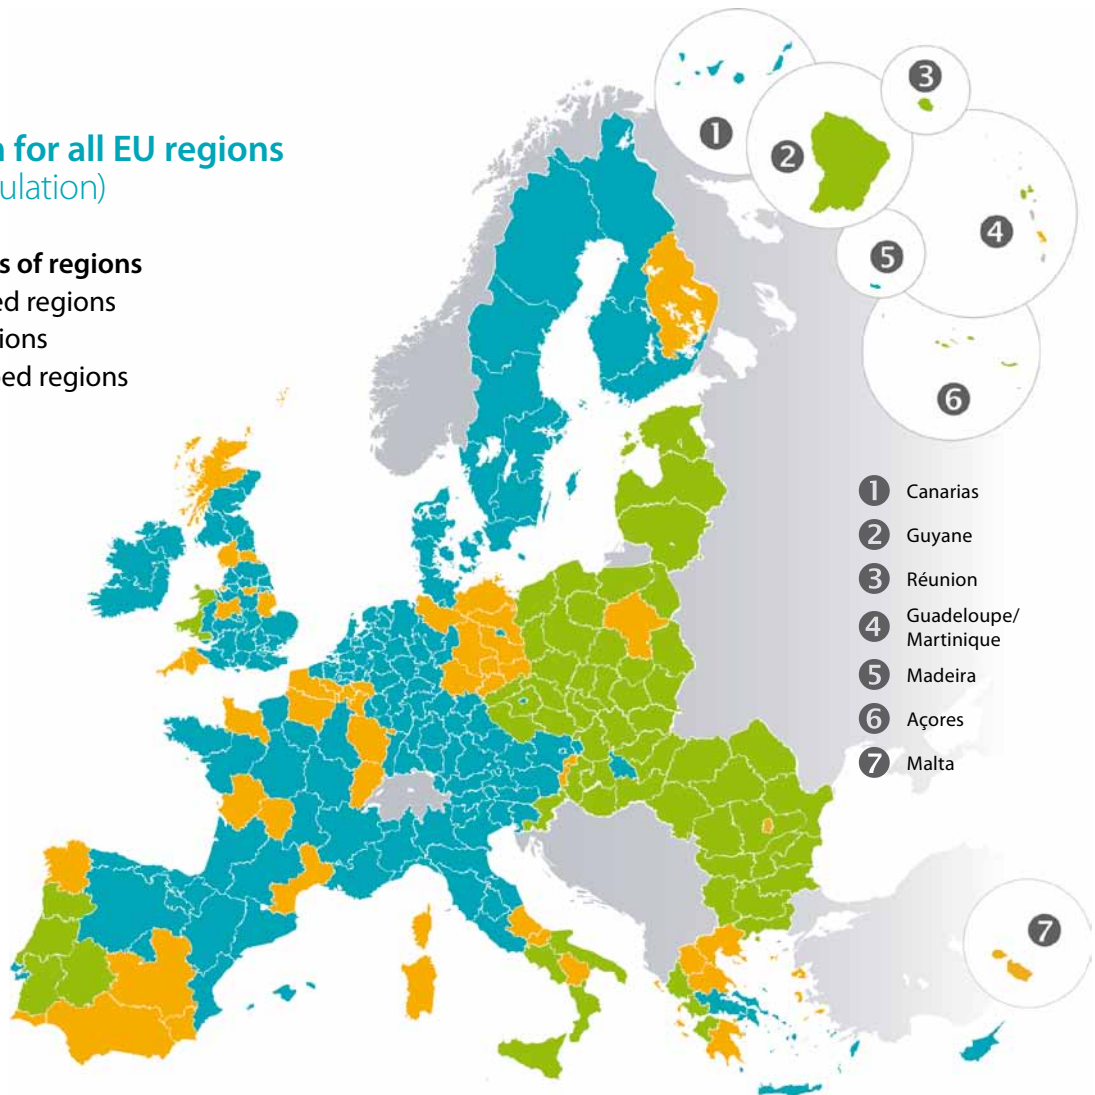 for all EU regions
ulation)
s of regions
ed regions
ions
ed regions
1
2
3
4
5
6
1 Canarias
2 Guyane
3 Réunion
4 Guadeloupe/
Martinique
5 Madeira
6 Açores
7 Malta
7